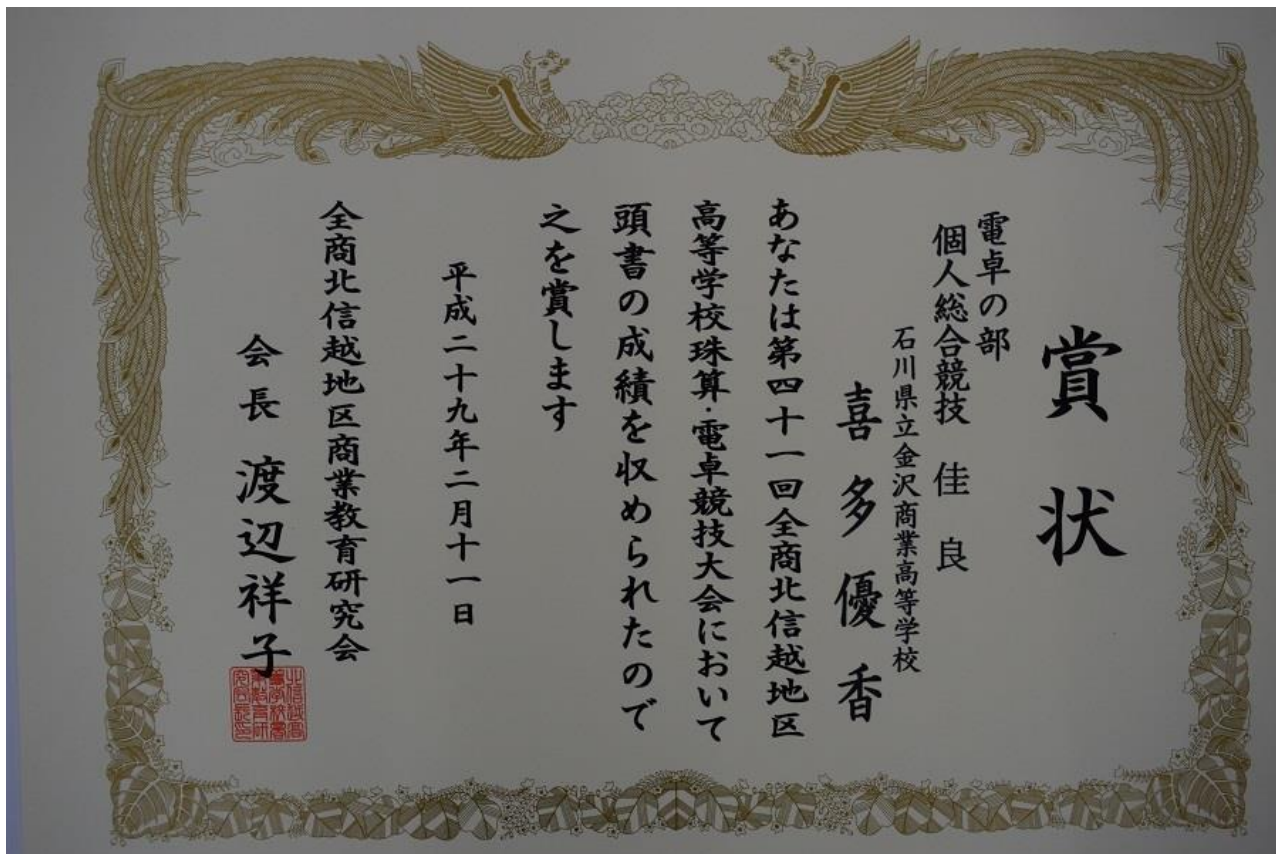 賞状
電卓の部
個人総合競技 佳良
石川県立金沢商業高等学校
喜多優香
あなたは第四十一回全商北信越地区
高等学校珠算・電卓競技大会において
頭書の成績を収められたので
之を賞します
平成二十九年二月十一日
全商北信越地区商業教育研究会
会長 渡辺祥子